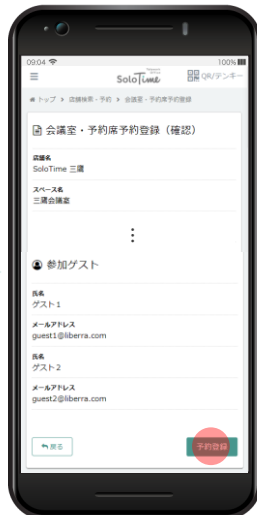 09:04
100%
SoloTime
QR/テンキー
トップ > 店舗検索・予約 > 会議室・予約席予約登録
会議室・予約席予約登録（確認）
店舗名
SoloTime 三鷹
スペース名
三鷹会議室
⋮
参加ゲスト
氏名
ゲスト1
メールアドレス
guest1@liberra.com
氏名
ゲスト2
メールアドレス
guest2@liberra.com
戻る
予約登録